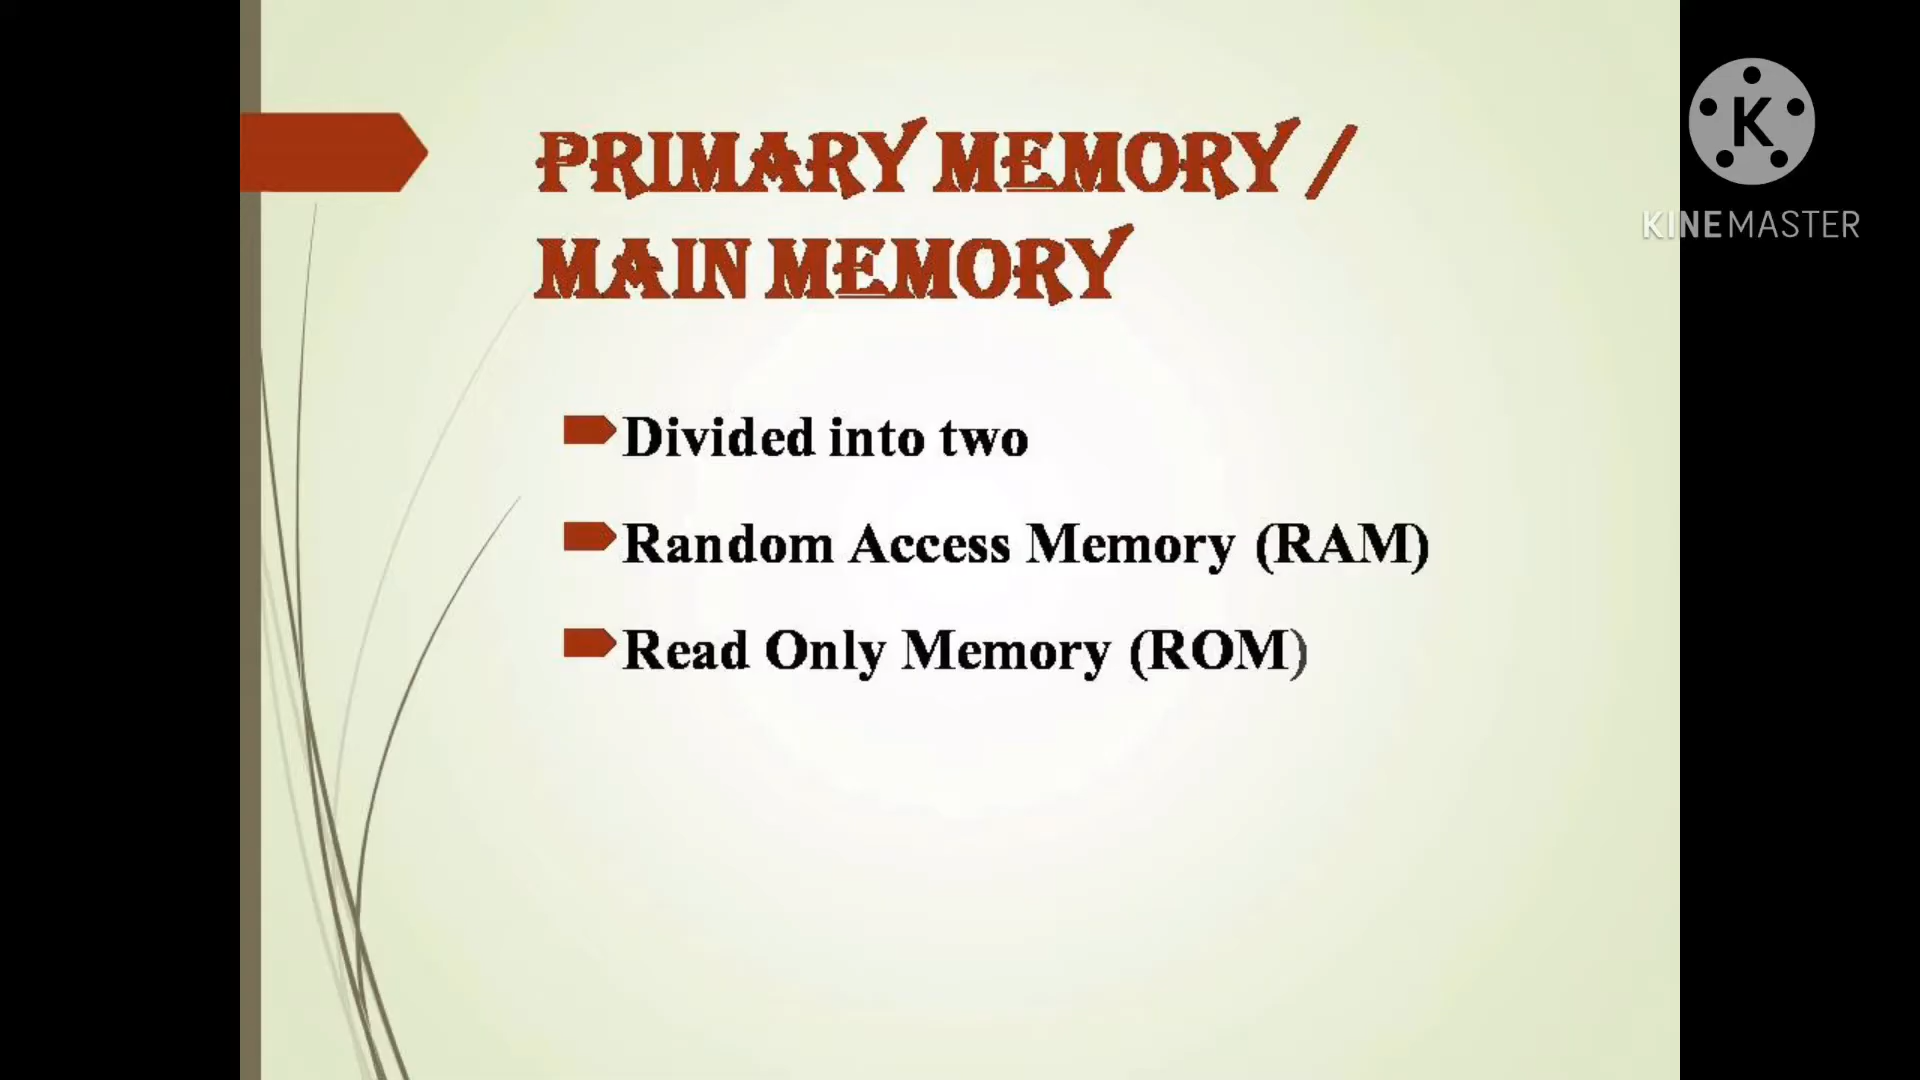 PRIMARY MEMORY /
MAIN MEMORY
Divided into two
Random Access Memory (RAM)
Read Only Memory (ROM)
K
KINEMASTER